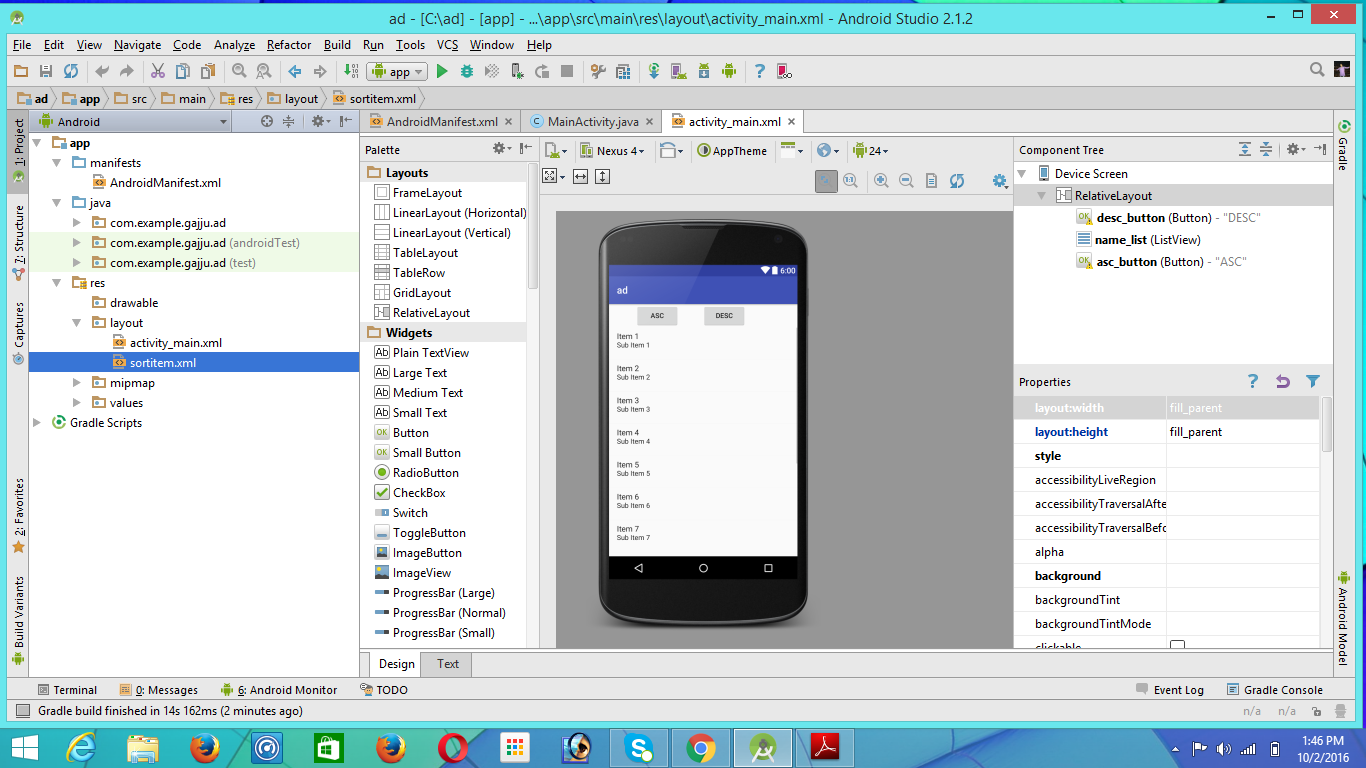 ad - [C:\ad] - [app] - ...\app\src\main\res\layout\activity_main.xml - Android Studio 2.1.2
File Edit View Navigate Code Analyze Refactor Build Run Tools VCS Window Help
app
ad app src main res layout sortitem.xml
1: Project
7: Structure
Captures
2: Favorites
Build Variants
Android
app
manifests
AndroidManifest.xml
java
com.example.gajju.ad
com.example.gajju.ad (androidTest)
com.example.gajju.ad (test)
res
drawable
layout
activity_main.xml
sortitem.xml
mipmap
values
Gradle Scripts
AndroidManifest.xml MainActivity.java activity_main.xml
Palette
Layouts
FrameLayout
LinearLayout (Horizontal)
LinearLayout (Vertical)
TableLayout
TableRow
GridLayout
RelativeLayout
Widgets
Plain TextView
Large Text
Medium Text
Small Text
Button
Small Button
RadioButton
CheckBox
Switch
ToggleButton
ImageButton
ImageView
ProgressBar (Large)
ProgressBar (Normal)
ProgressBar (Small)
Nexus 4 AppTheme 24
1:1
6:00
ad
ASC DESC
Item 1
Sub Item 1
Item 2
Sub Item 2
Item 3
Sub Item 3
Item 4
Sub Item 4
Item 5
Sub Item 5
Item 6
Sub Item 6
Item 7
Sub Item 7
Design Text
Component Tree
Device Screen
RelativeLayout
desc_button (Button) - "DESC"
name_list (ListView)
asc_button (Button) - "ASC"
Properties
layout:width fill_parent
layout:height fill_parent
style
accessibilityLiveRegion
accessibilityTraversalAfte
accessibilityTraversalBefo
alpha
background
backgroundTint
backgroundTintMode
clickable
Gradle
Android Model
Terminal 0: Messages 6: Android Monitor TODO Event Log Gradle Console
Gradle build finished in 14s 162ms (2 minutes ago) n/a n/a
1:46 PM
10/2/2016